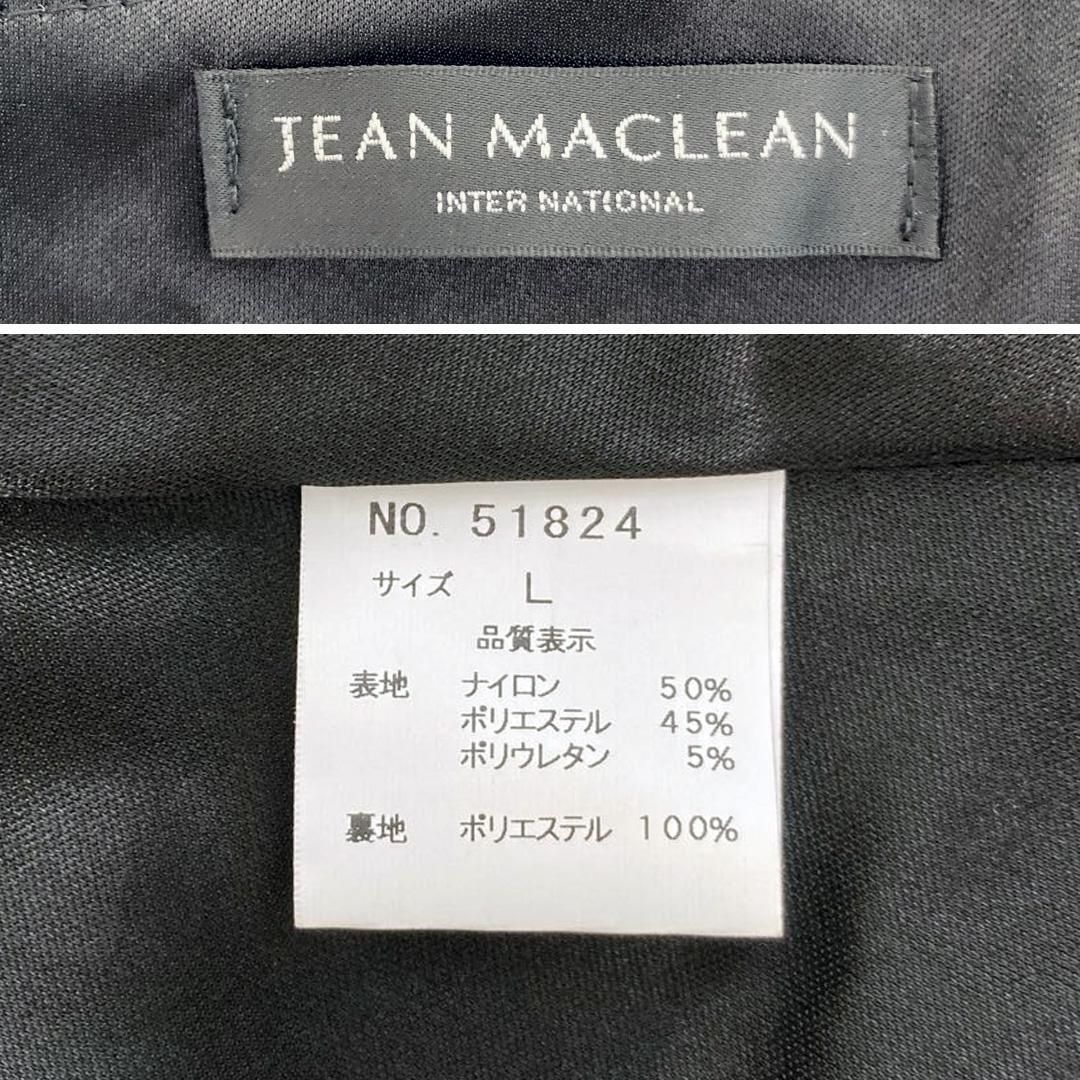 JEAN MACLEAN
INTER NATIONAL
NO. 51824
サイズ L
品質表示
表地 ナイロン 50%
ポリエステル 45%
ポリウレタン 5%
裏地 ポリエステル 100%